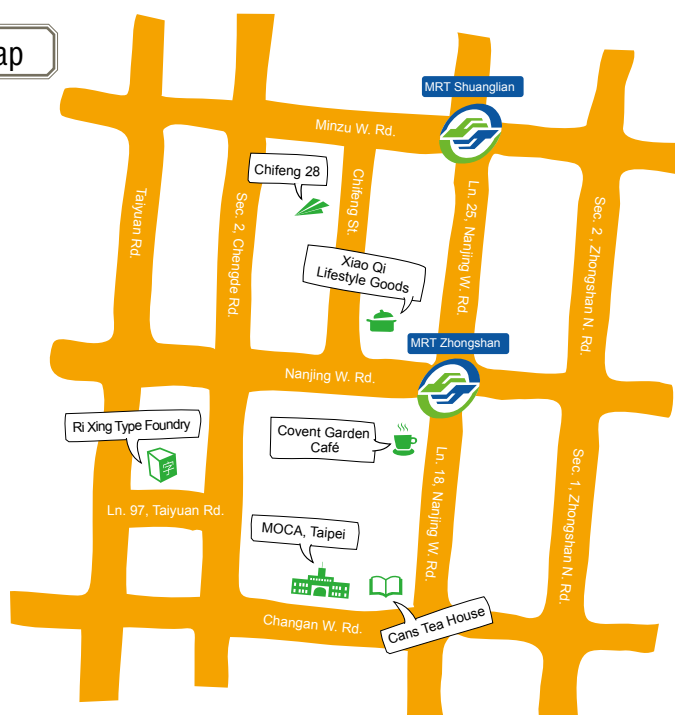 ap
MRT Shuanglian
Minzu W. Rd.
Chifeng 28
Chifeng St.
Taiyuan Rd.
Sec. 2, Chengde Rd.
Ln. 25, Nanjing W. Rd.
Sec. 2 , Zhongshan N. Rd.
Xiao Qi
Lifestyle Goods
MRT Zhongshan
Nanjing W. Rd.
Ri Xing Type Foundry
字
Covent Garden
Café
Ln. 18, Nanjing W. Rd.
Sec. 1, Zhongshan N. Rd.
Ln. 97, Taiyuan Rd.
MOCA, Taipei
Cans Tea House
Changan W. Rd.